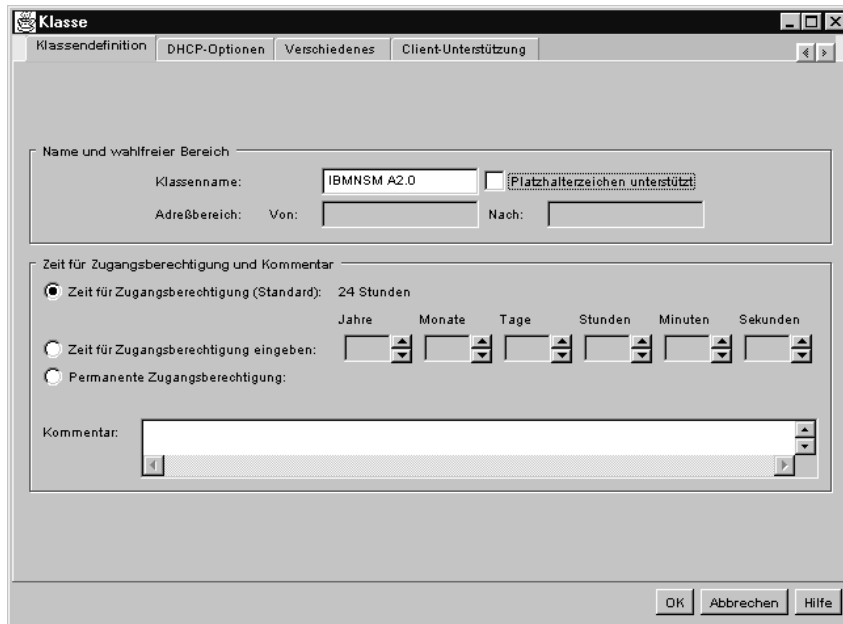 Klasse
Klassendefinition DHCP-Optionen Verschiedenes Client-Unterstützung
Name und wahlfreier Bereich
Klassenname: IBMNSM A2.0 Platzhalterzeichen unterstützt
Adreßbereich: Von: Nach:
Zeit für Zugangsberechtigung und Kommentar
Zeit für Zugangsberechtigung (Standard): 24 Stunden
Jahre Monate Tage Stunden Minuten Sekunden
Zeit für Zugangsberechtigung eingeben:
Permanente Zugangsberechtigung:
Kommentar:
OK Abbrechen Hilfe